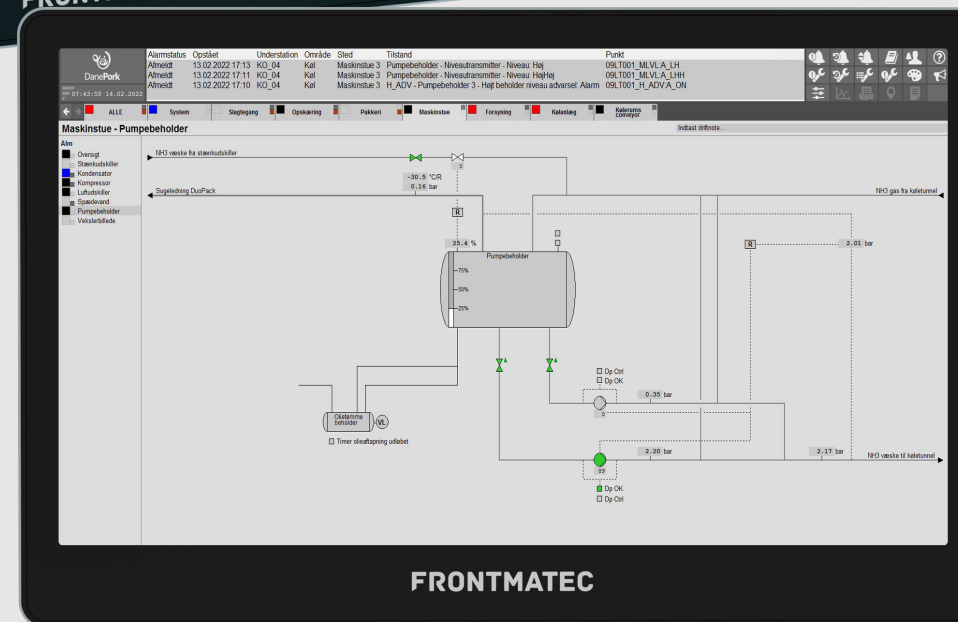 FRONTMATEC
DanePork
07:43:55 14.02.2022
Alarmstatus Opstået Understation Område Sted Tilstand Punkt
Afmeldt 13.02.2022 17:13 KO_04 Køl Maskinstue 3 Pumpebeholder - Niveautransmitter - Niveau: Høj 09LT001_MLVL:A_LH
Afmeldt 13.02.2022 17:11 KO_04 Køl Maskinstue 3 Pumpebeholder - Niveautransmitter - Niveau: HøjHøj 09LT001_MLVL:A_LHH
Afmeldt 13.02.2022 17:10 KO_04 Køl Maskinstue 3 H_ADV - Pumpebeholder 3 - Højt beholder niveau advarsel: Alarm 09LT001_H_ADV:A_ON
ALLE System Slagtegang Opskæring Pakkeri Maskinstue Forsyning Kølanlæg Kølerums conveyor
Maskinstue - Pumpebeholder
Indtast driftnote...
Alm
Oversigt
Stænkudskiller
Kondensator
Kompressor
Luftudskiller
Spædevand
Pumpebeholder
Vekslerbillede
NH3 væske fra stænkudskiller
0
-30.5 °C/R
0.16 bar
Sugeledning DuoPack
NH3 gas fra køletunnel
R
25.4 %
R
2.01 bar
Pumpebeholder
75%
50%
25%
Dp Ctrl
Dp OK
0.35 bar
0
Olietømme beholder
VL
Timer olieaftapning udløbet
2.20 bar
2.17 bar
NH3 væske til køletunnel
Dp OK
Dp Ctrl
FRONTMATEC